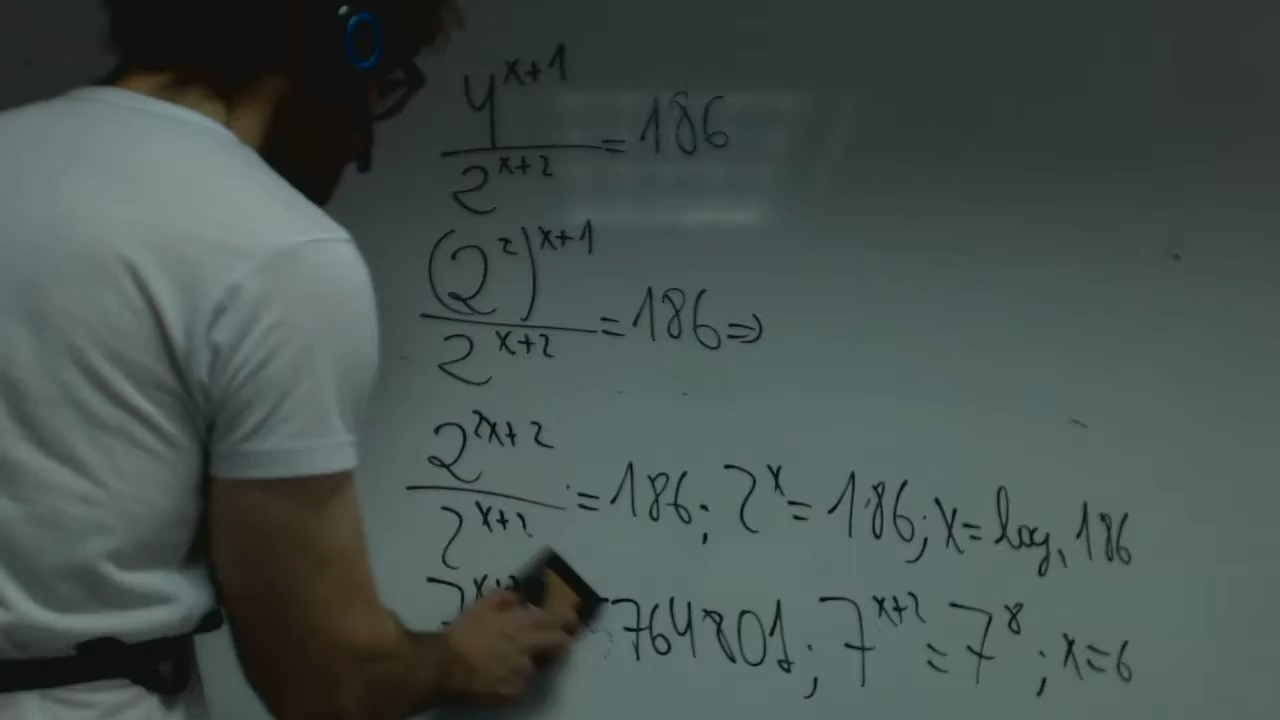 4^(x+1) / 2^(x+2) = 186
(2^2)^(x+1) / 2^(x+2) = 186 ⇒
2^(2x+2) / 2^(x+2) = 186; 2^x = 186; x = log₂ 186
764801; 7^(x+2) = 7^8; x = 6